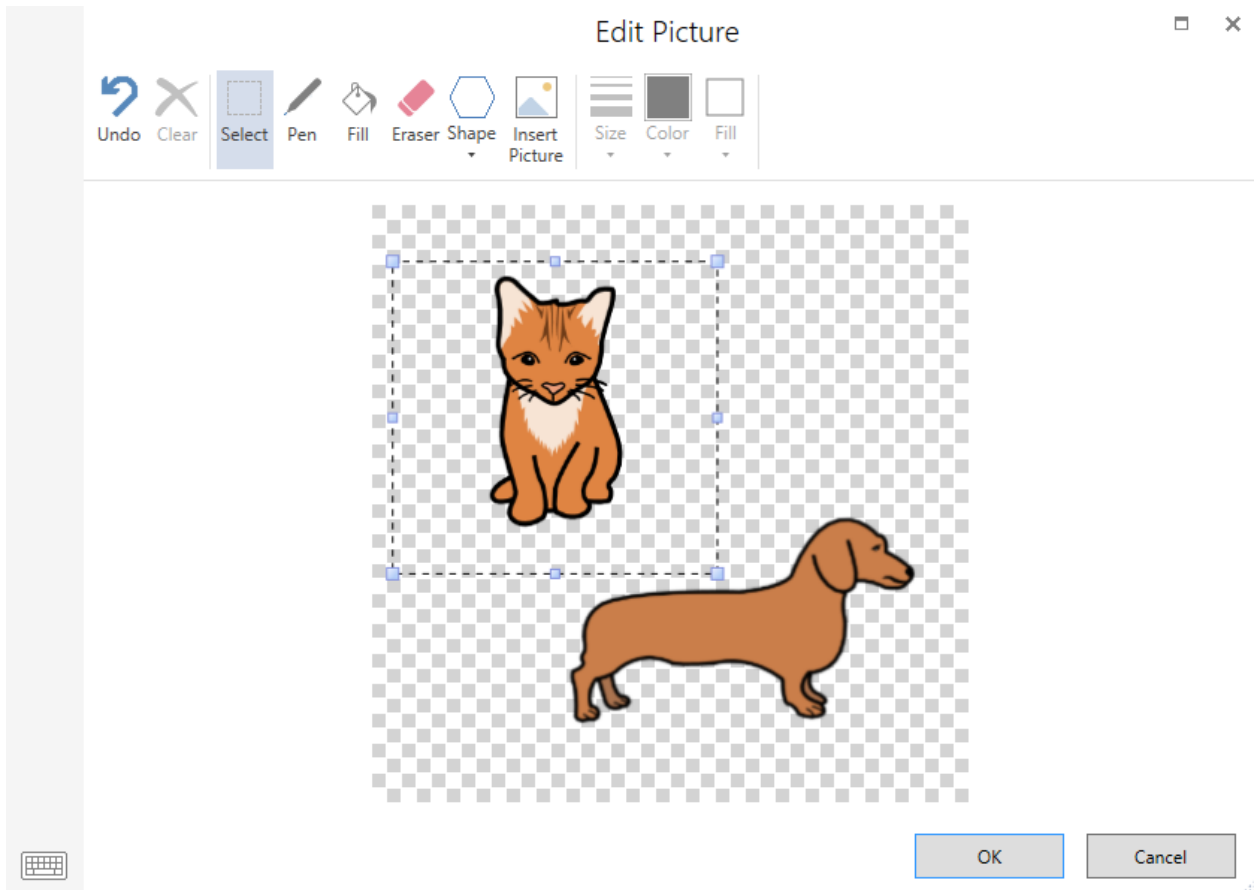 Edit Picture
Undo
Clear
Select
Pen
Fill
Eraser
Shape
Insert
Picture
Size
Color
Fill
OK
Cancel